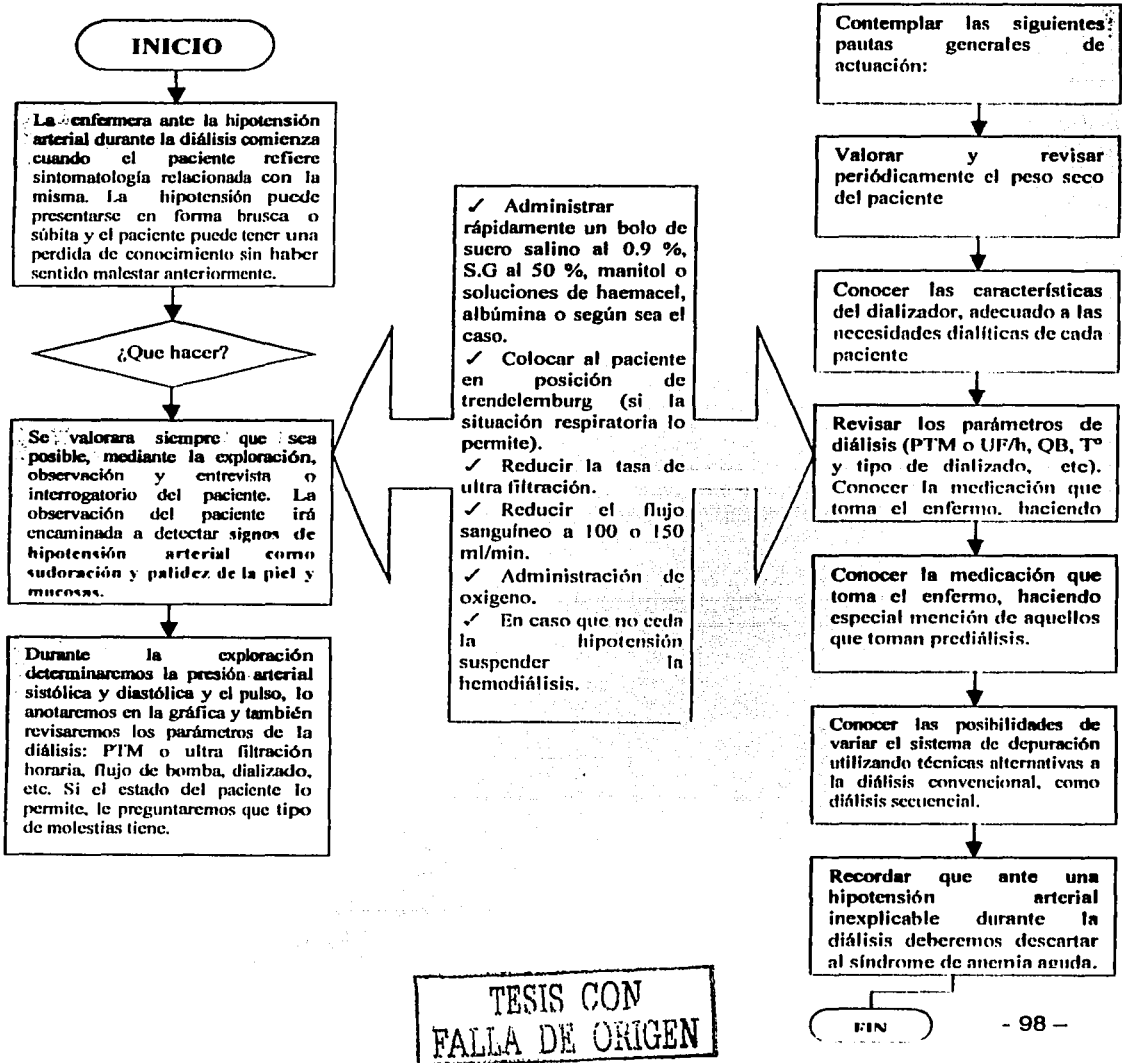 INICIO
La enfermera ante la hipotensión
arterial durante la diálisis comienza
cuando el paciente refiere
sintomatología relacionada con la
misma. La hipotensión puede
presentarse en forma brusca o
súbita y el paciente puede tener una
perdida de conocimiento sin haber
sentido malestar anteriormente.
¿Que hacer?
Se valorara siempre que sea
posible, mediante la exploración,
observación y entrevista o
interrogatorio del paciente. La
observación del paciente irá
encaminada a detectar signos de
hipotensión arterial como
sudoración y palidez de la piel y
mucosas.
Durante la exploración
determinaremos la presión arterial
sistólica y diastólica y el pulso, lo
anotaremos en la gráfica y también
revisaremos los parámetros de la
diálisis: PTM o ultra filtración
horaria, flujo de bomba, dializado,
etc. Si el estado del paciente lo
permite, le preguntaremos que tipo
de molestias tiene.
✓ Administrar
rápidamente un bolo de
suero salino al 0.9 %,
S.G al 50 %, manitol o
soluciones de haemacel,
albúmina o según sea el
caso.
✓ Colocar al paciente
en posición de
trendelemburg (si la
situación respiratoria lo
permite).
✓ Reducir la tasa de
ultra filtración.
✓ Reducir el flujo
sanguíneo a 100 o 150
ml/min.
✓ Administración de
oxigeno.
✓ En caso que no ceda
la hipotensión
suspender la
hemodiálisis.
Contemplar las siguientes
pautas generales de
actuación:
Valorar y revisar
periódicamente el peso seco
del paciente
Conocer las características
del dializador, adecuado a las
necesidades dialíticas de cada
paciente
Revisar los parámetros de
diálisis (PTM o UF/h, QB, Tº
y tipo de dializado, etc).
Conocer la medicación que
toma el enfermo, haciendo
Conocer la medicación que
toma el enfermo, haciendo
especial mención de aquellos
que toman prediálisis.
Conocer las posibilidades de
variar el sistema de depuración
utilizando técnicas alternativas a
la diálisis convencional, como
diálisis secuencial.
Recordar que ante una
hipotensión arterial
inexplicable durante la
diálisis deberemos descartar
al síndrome de anemia aguda.
FIN
- 98 –
TESIS CON
FALLA DE ORIGEN